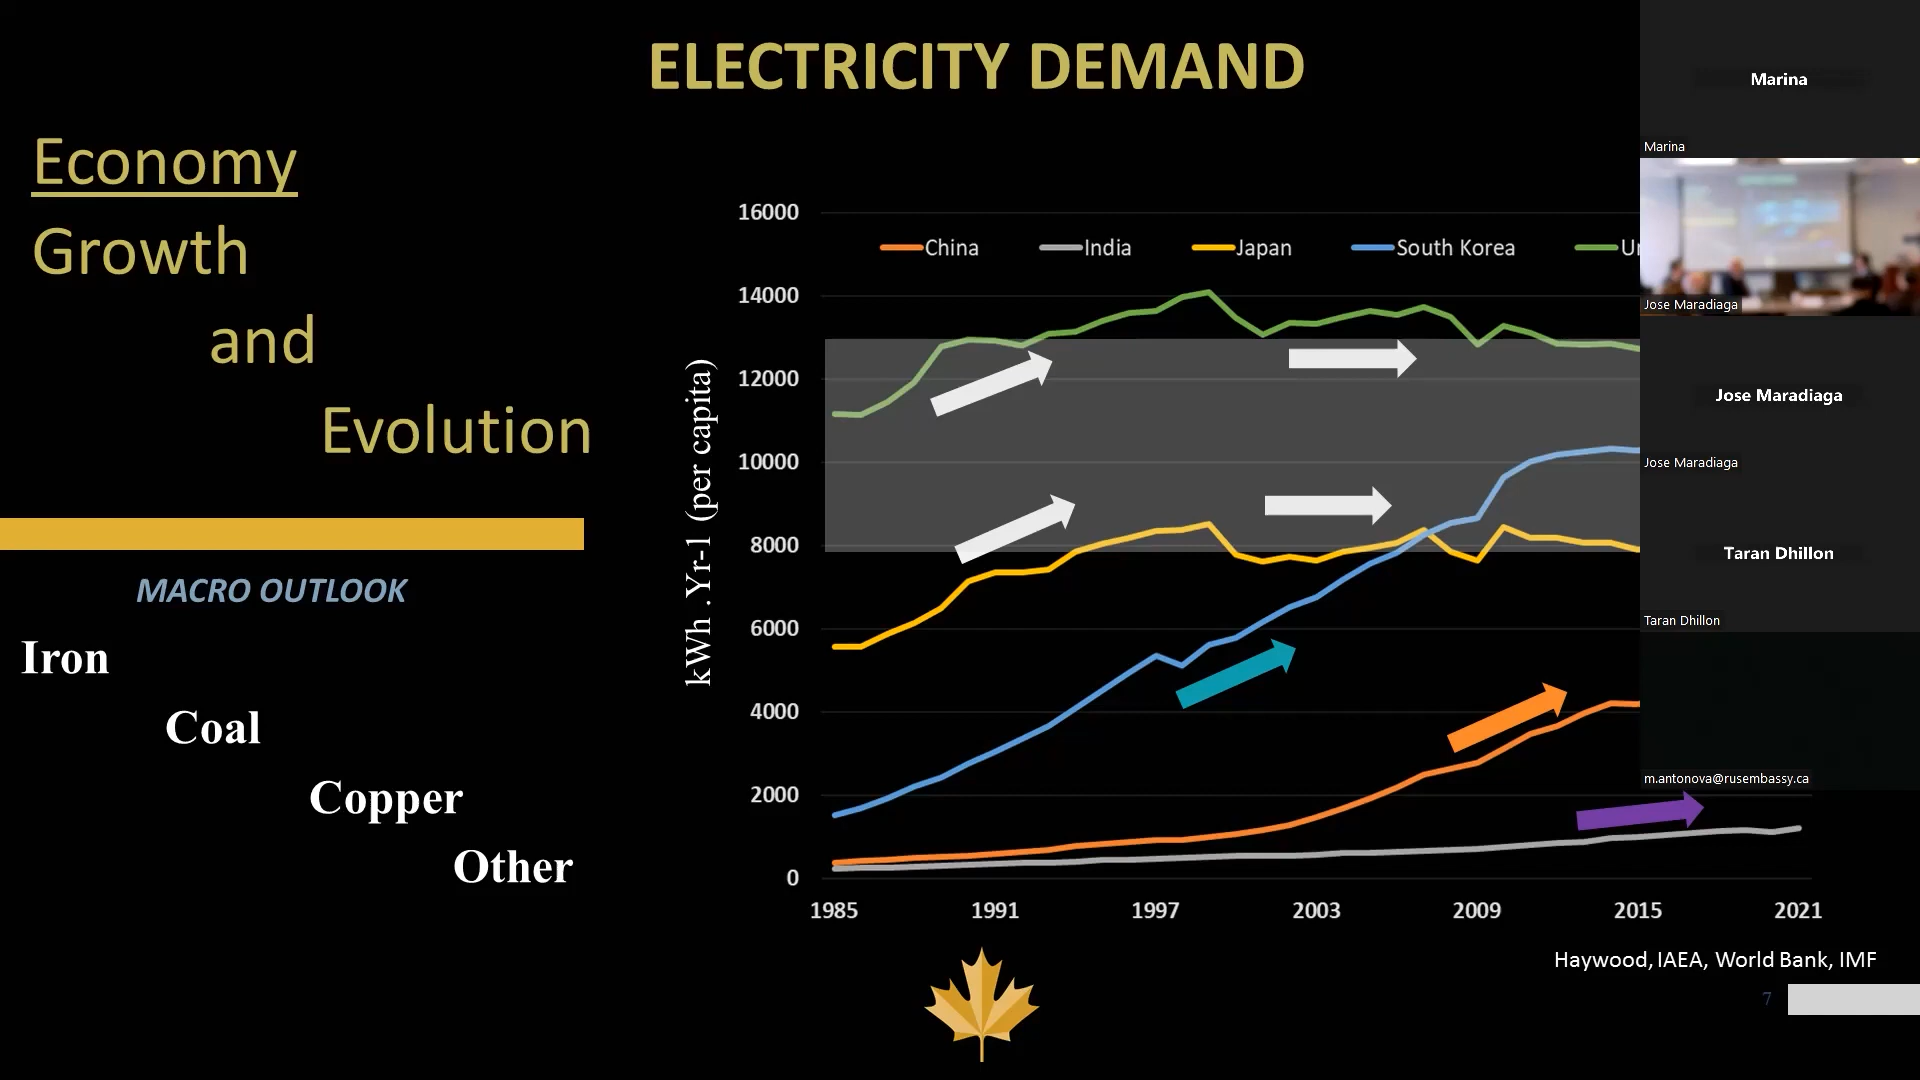 ELECTRICITY DEMAND
Economy
Growth
and
Evolution
MACRO OUTLOOK
Iron
Coal
Copper
Other
kWh .Yr-1 (per capita)
16000
14000
12000
10000
8000
6000
4000
2000
0
China India Japan South Korea
1985 1991 1997 2003 2009 2015 2021
Haywood, IAEA, World Bank, IMF
7
Marina
Marina
Jose Maradiaga
Jose Maradiaga
Jose Maradiaga
Taran Dhillon
Taran Dhillon
m.antonova@rusembassy.ca